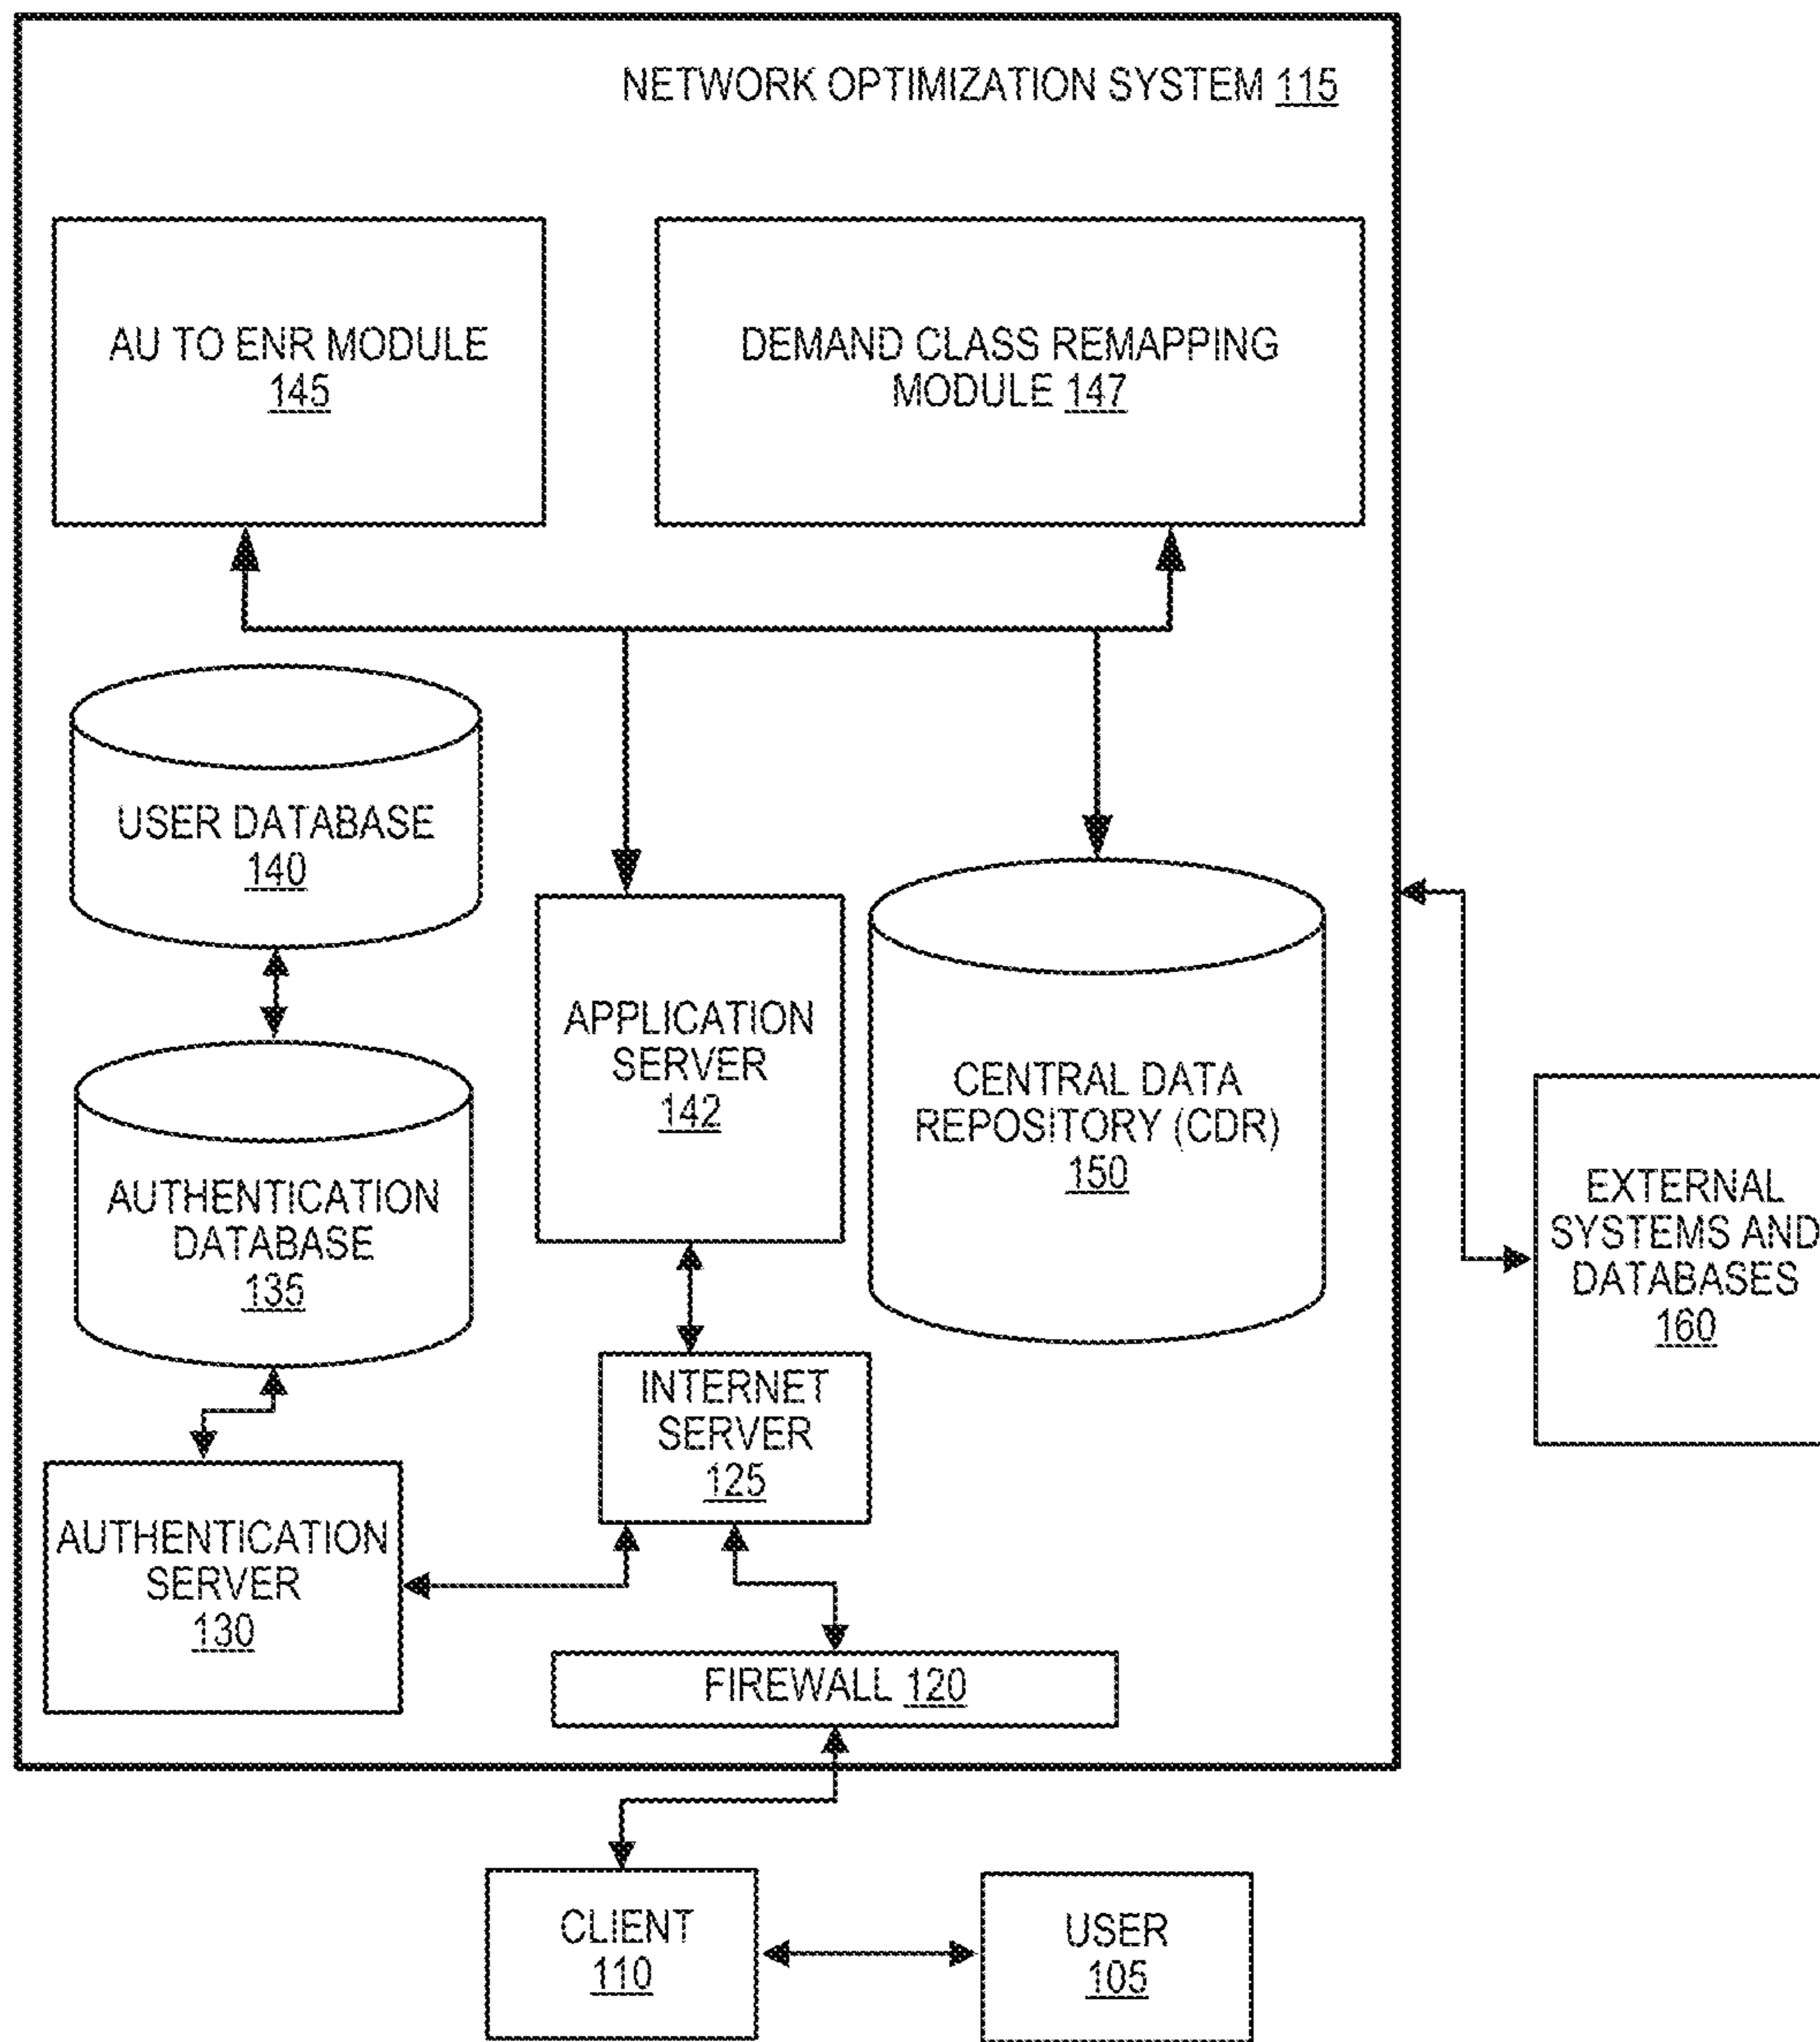 NETWORK OPTIMIZATION SYSTEM 115
AU TO ENR MODULE
145
DEMAND CLASS REMAPPING
MODULE 147
USER DATABASE
140
APPLICATION
SERVER
142
CENTRAL DATA
REPOSITORY (CDR)
150
AUTHENTICATION
DATABASE
135
EXTERNAL
SYSTEMS AND
DATABASES
160
INTERNET
SERVER
125
AUTHENTICATION
SERVER
130
FIREWALL 120
CLIENT
110
USER
105